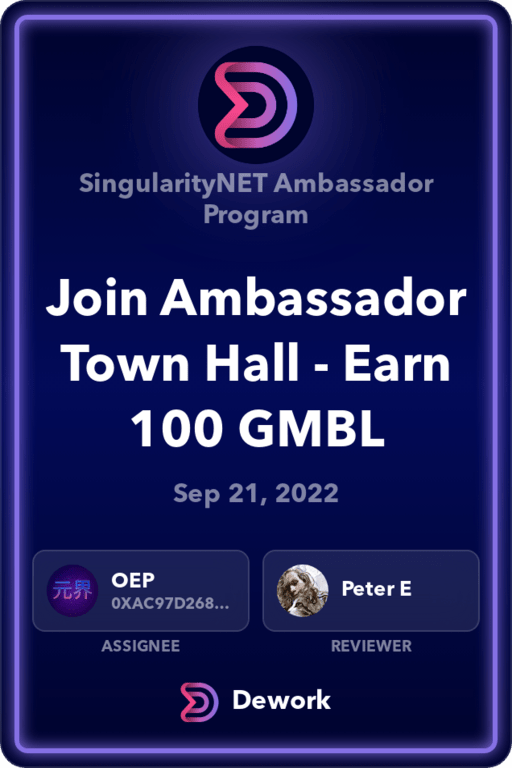 SingularityNET Ambassador
Program
Join Ambassador
Town Hall - Earn
100 GMBL
Sep 21, 2022
元界
OEP
0XAC97D268...
Peter E
ASSIGNEE
REVIEWER
Dework